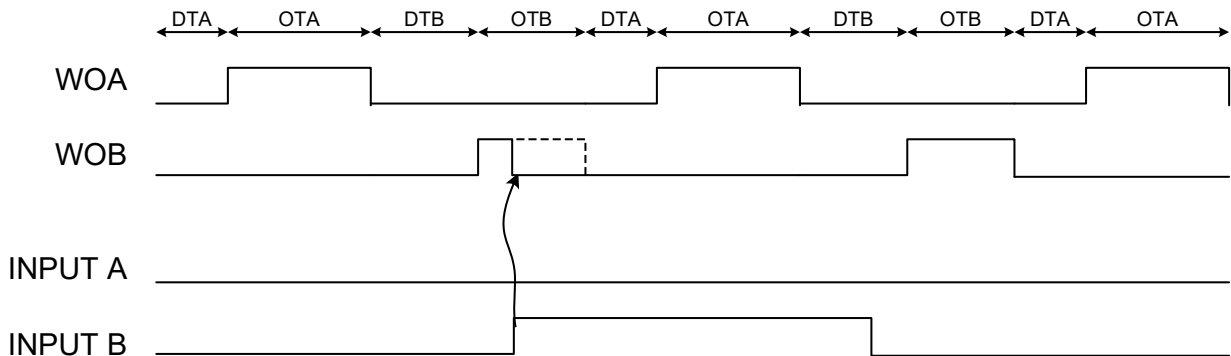 DTA OTA DTB OTB DTA OTA DTB OTB DTA OTA
WOA
WOB
INPUT A
INPUT B